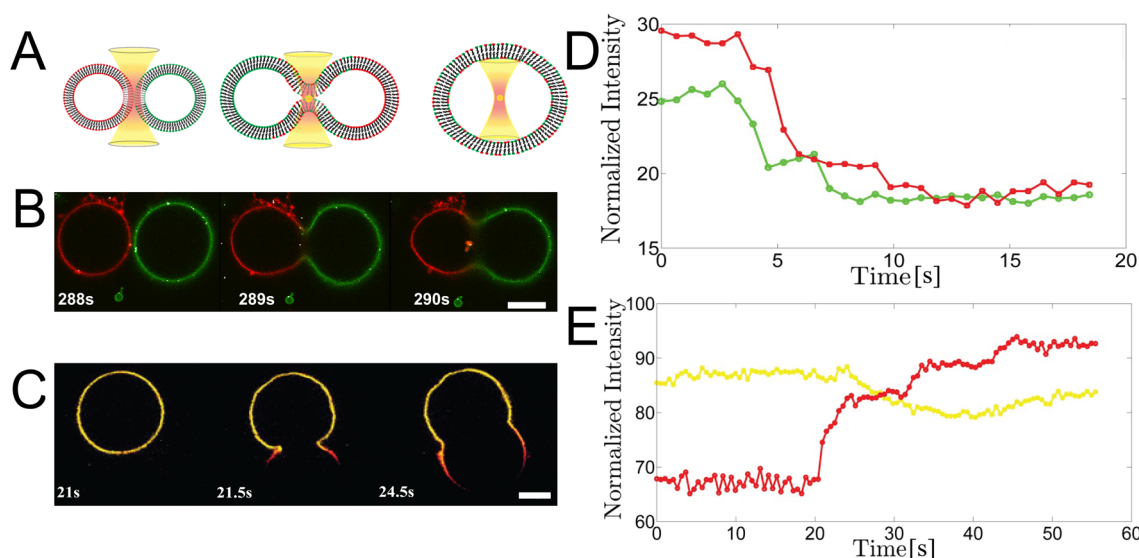 A
B
288s
289s
290s
C
21s
21.5s
24.5s
D
Normalized Intensity
30
25
20
15
0
5
10
15
20
Time[s]
E
Normalized Intensity
100
90
80
70
60
0
10
20
30
40
50
60
Time[s]